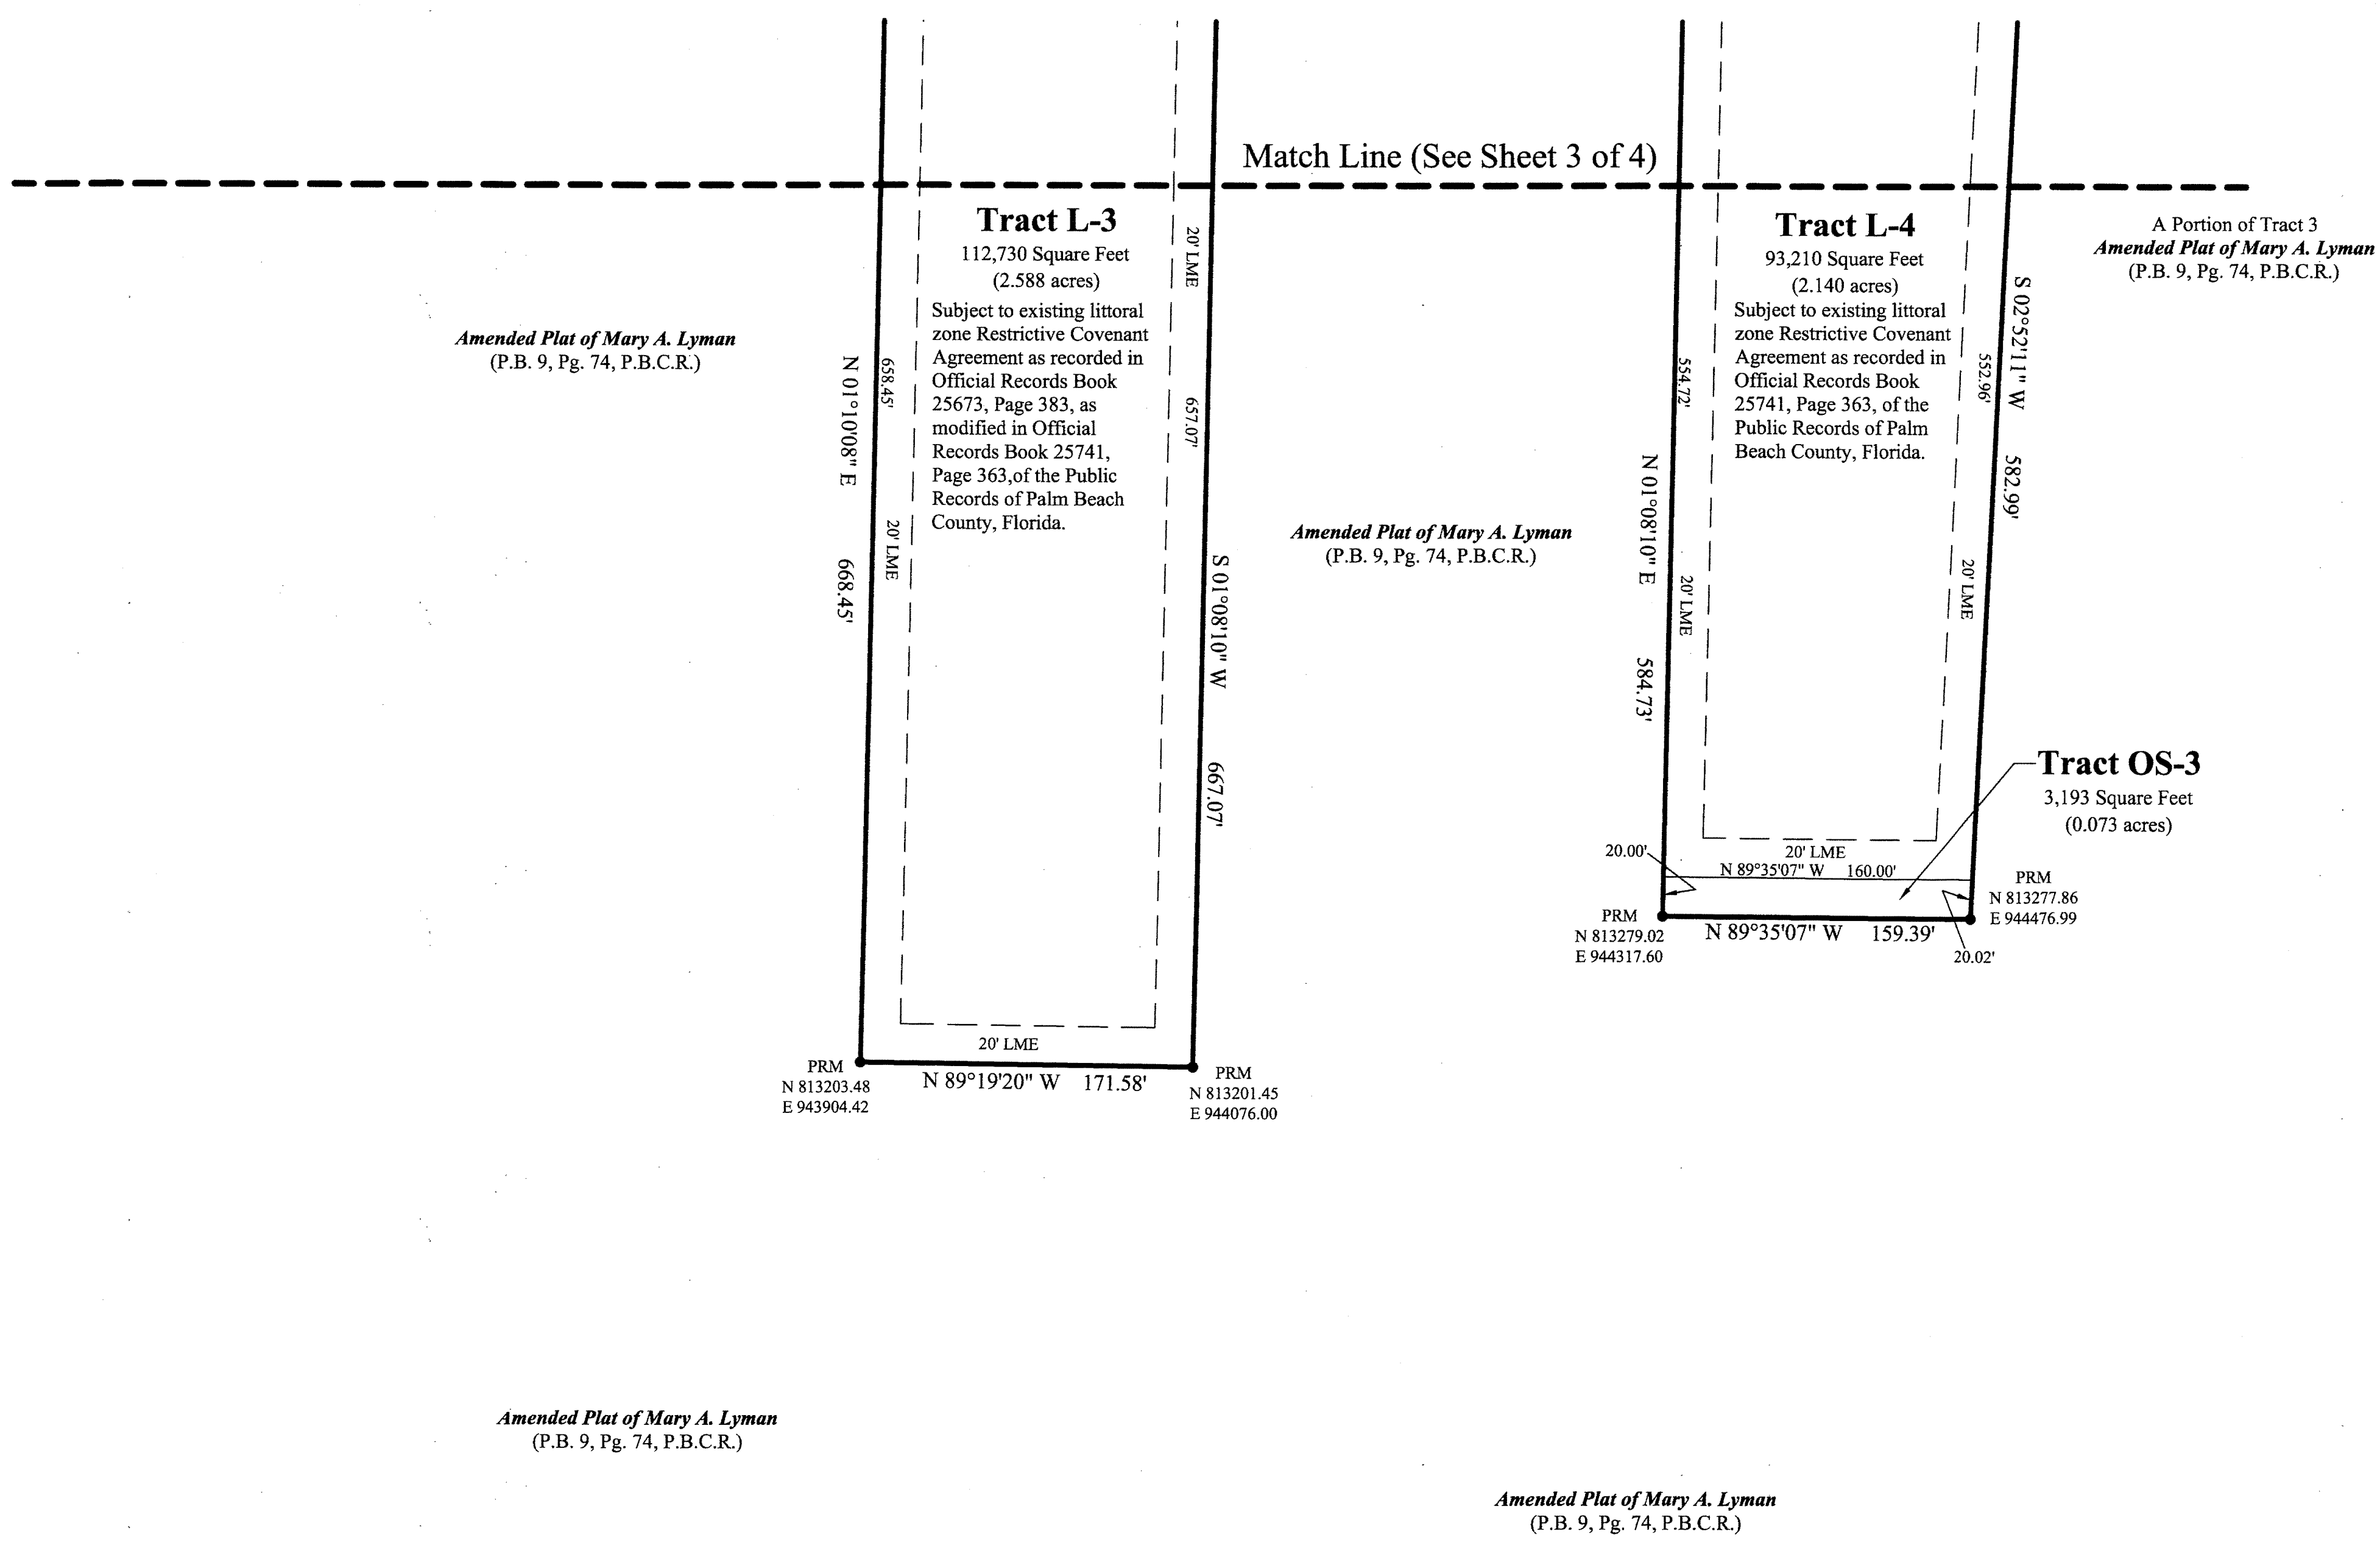 Match Line (See Sheet 3 of 4)
Amended Plat of Mary A. Lyman
(P.B. 9, Pg. 74, P.B.C.R.)
N 01°10'08" E
668.45'
658.45'
20' LME
Tract L-3
112,730 Square Feet
(2.588 acres)
Subject to existing littoral
zone Restrictive Covenant
Agreement as recorded in
Official Records Book
25673, Page 383, as
modified in Official
Records Book 25741,
Page 363,of the Public
Records of Palm Beach
County, Florida.
20' LME
657.07'
S 01°08'10" W
667.07'
20' LME
N 89°19'20" W 171.58'
PRM
N 813203.48
E 943904.42
PRM
N 813201.45
E 944076.00
Amended Plat of Mary A. Lyman
(P.B. 9, Pg. 74, P.B.C.R.)
N 01°08'10" E
584.73'
554.72'
20' LME
Tract L-4
93,210 Square Feet
(2.140 acres)
Subject to existing littoral
zone Restrictive Covenant
Agreement as recorded in
Official Records Book
25741, Page 363, of the
Public Records of Palm
Beach County, Florida.
552.96'
20' LME
S 02°52'11" W
582.99'
A Portion of Tract 3
Amended Plat of Mary A. Lyman
(P.B. 9, Pg. 74, P.B.C.R.)
Tract OS-3
3,193 Square Feet
(0.073 acres)
20.00'
20' LME
N 89°35'07" W 160.00'
PRM
N 813277.86
E 944476.99
PRM
N 813279.02
E 944317.60
N 89°35'07" W 159.39'
20.02'
Amended Plat of Mary A. Lyman
(P.B. 9, Pg. 74, P.B.C.R.)
Amended Plat of Mary A. Lyman
(P.B. 9, Pg. 74, P.B.C.R.)